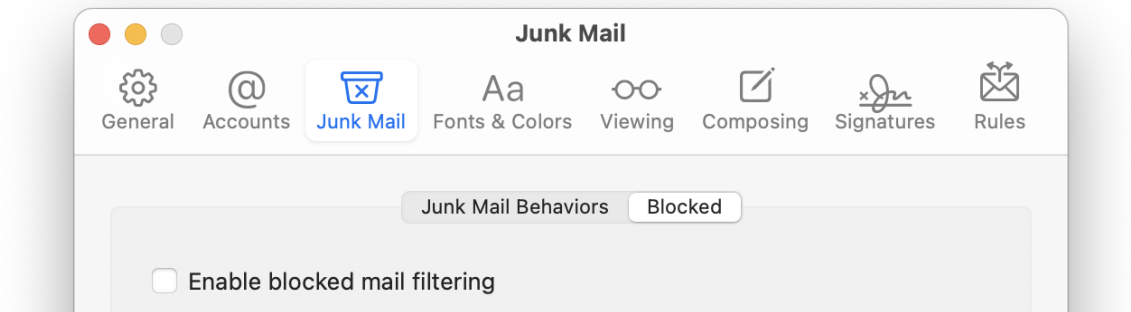 Junk Mail
@
Aa
General Accounts Junk Mail Fonts & Colors Viewing Composing Signatures Rules
Junk Mail Behaviors Blocked
Enable blocked mail filtering